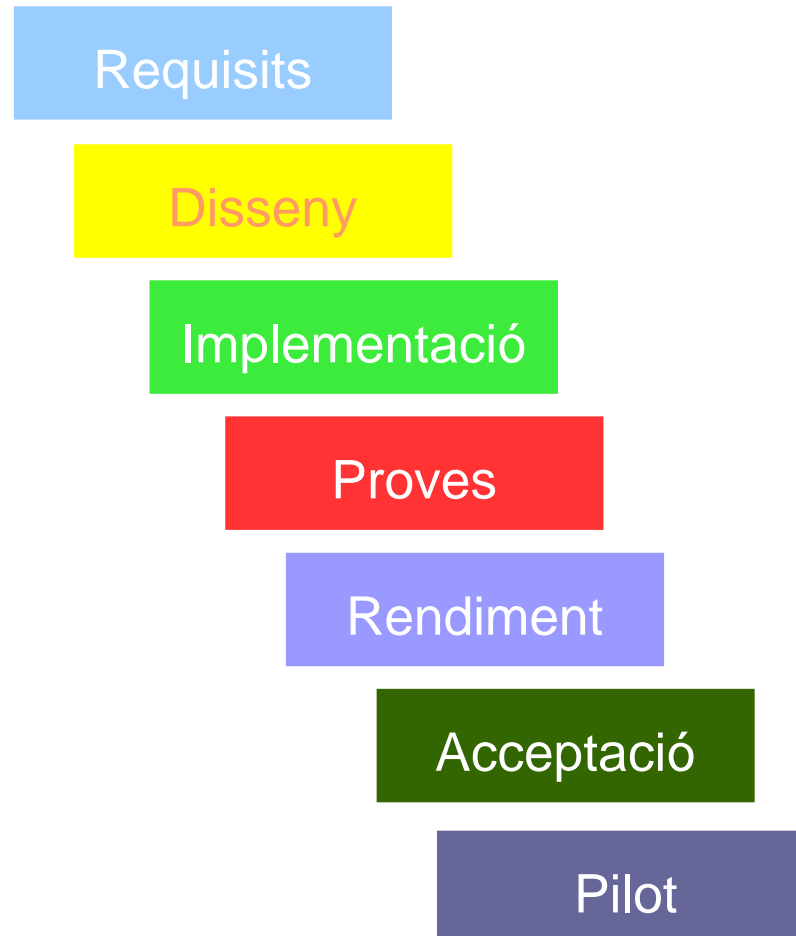 Requisits
Disseny
Implementació
Proves
Rendiment
Acceptació
Pilot